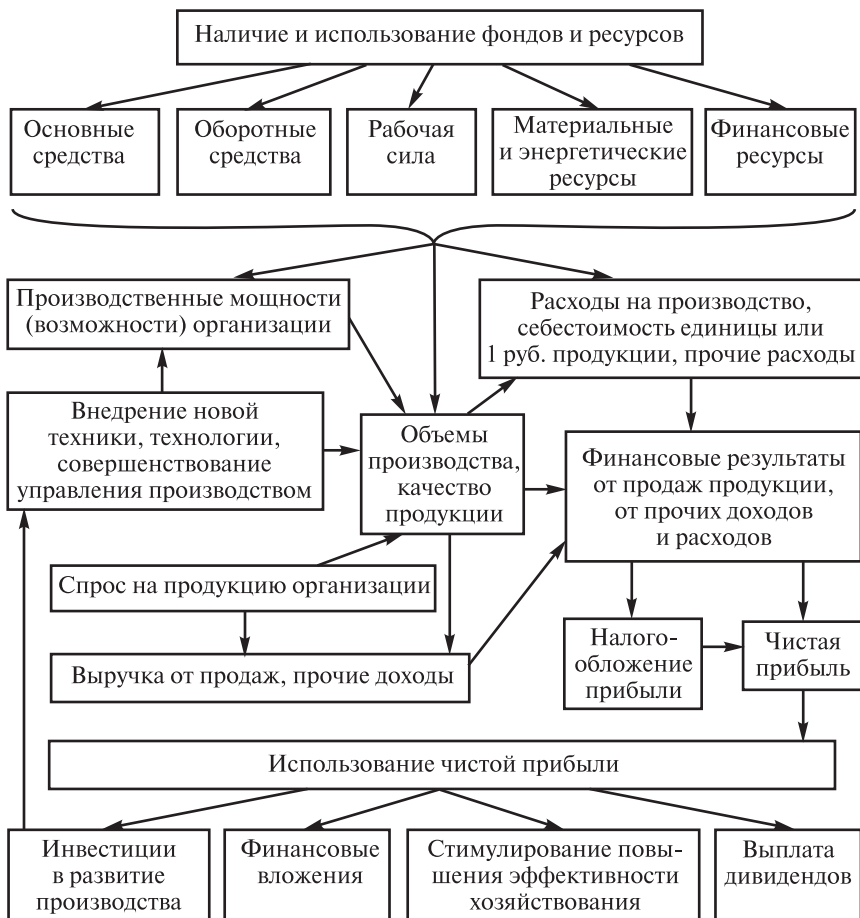 Наличие и использование фондов и ресурсов
Основные
средства
Оборотные
средства
Рабочая
сила
Материальные
и энергетические
ресурсы
Финансовые
ресурсы
Производственные мощности
(возможности) организации
Расходы на производство,
себестоимость единицы или
1 руб. продукции, прочие расходы
Внедрение новой
техники, технологии,
совершенствование
управления производством
Объемы
производства,
качество
продукции
Финансовые результаты
от продаж продукции,
от прочих доходов
и расходов
Спрос на продукцию организации
Выручка от продаж, прочие доходы
Налого-
обложение
прибыли
Чистая
прибыль
Использование чистой прибыли
Инвестиции
в развитие
производства
Финансовые
вложения
Стимулирование повы-
шения эффективности
хозяйствования
Выплата
дивидендов